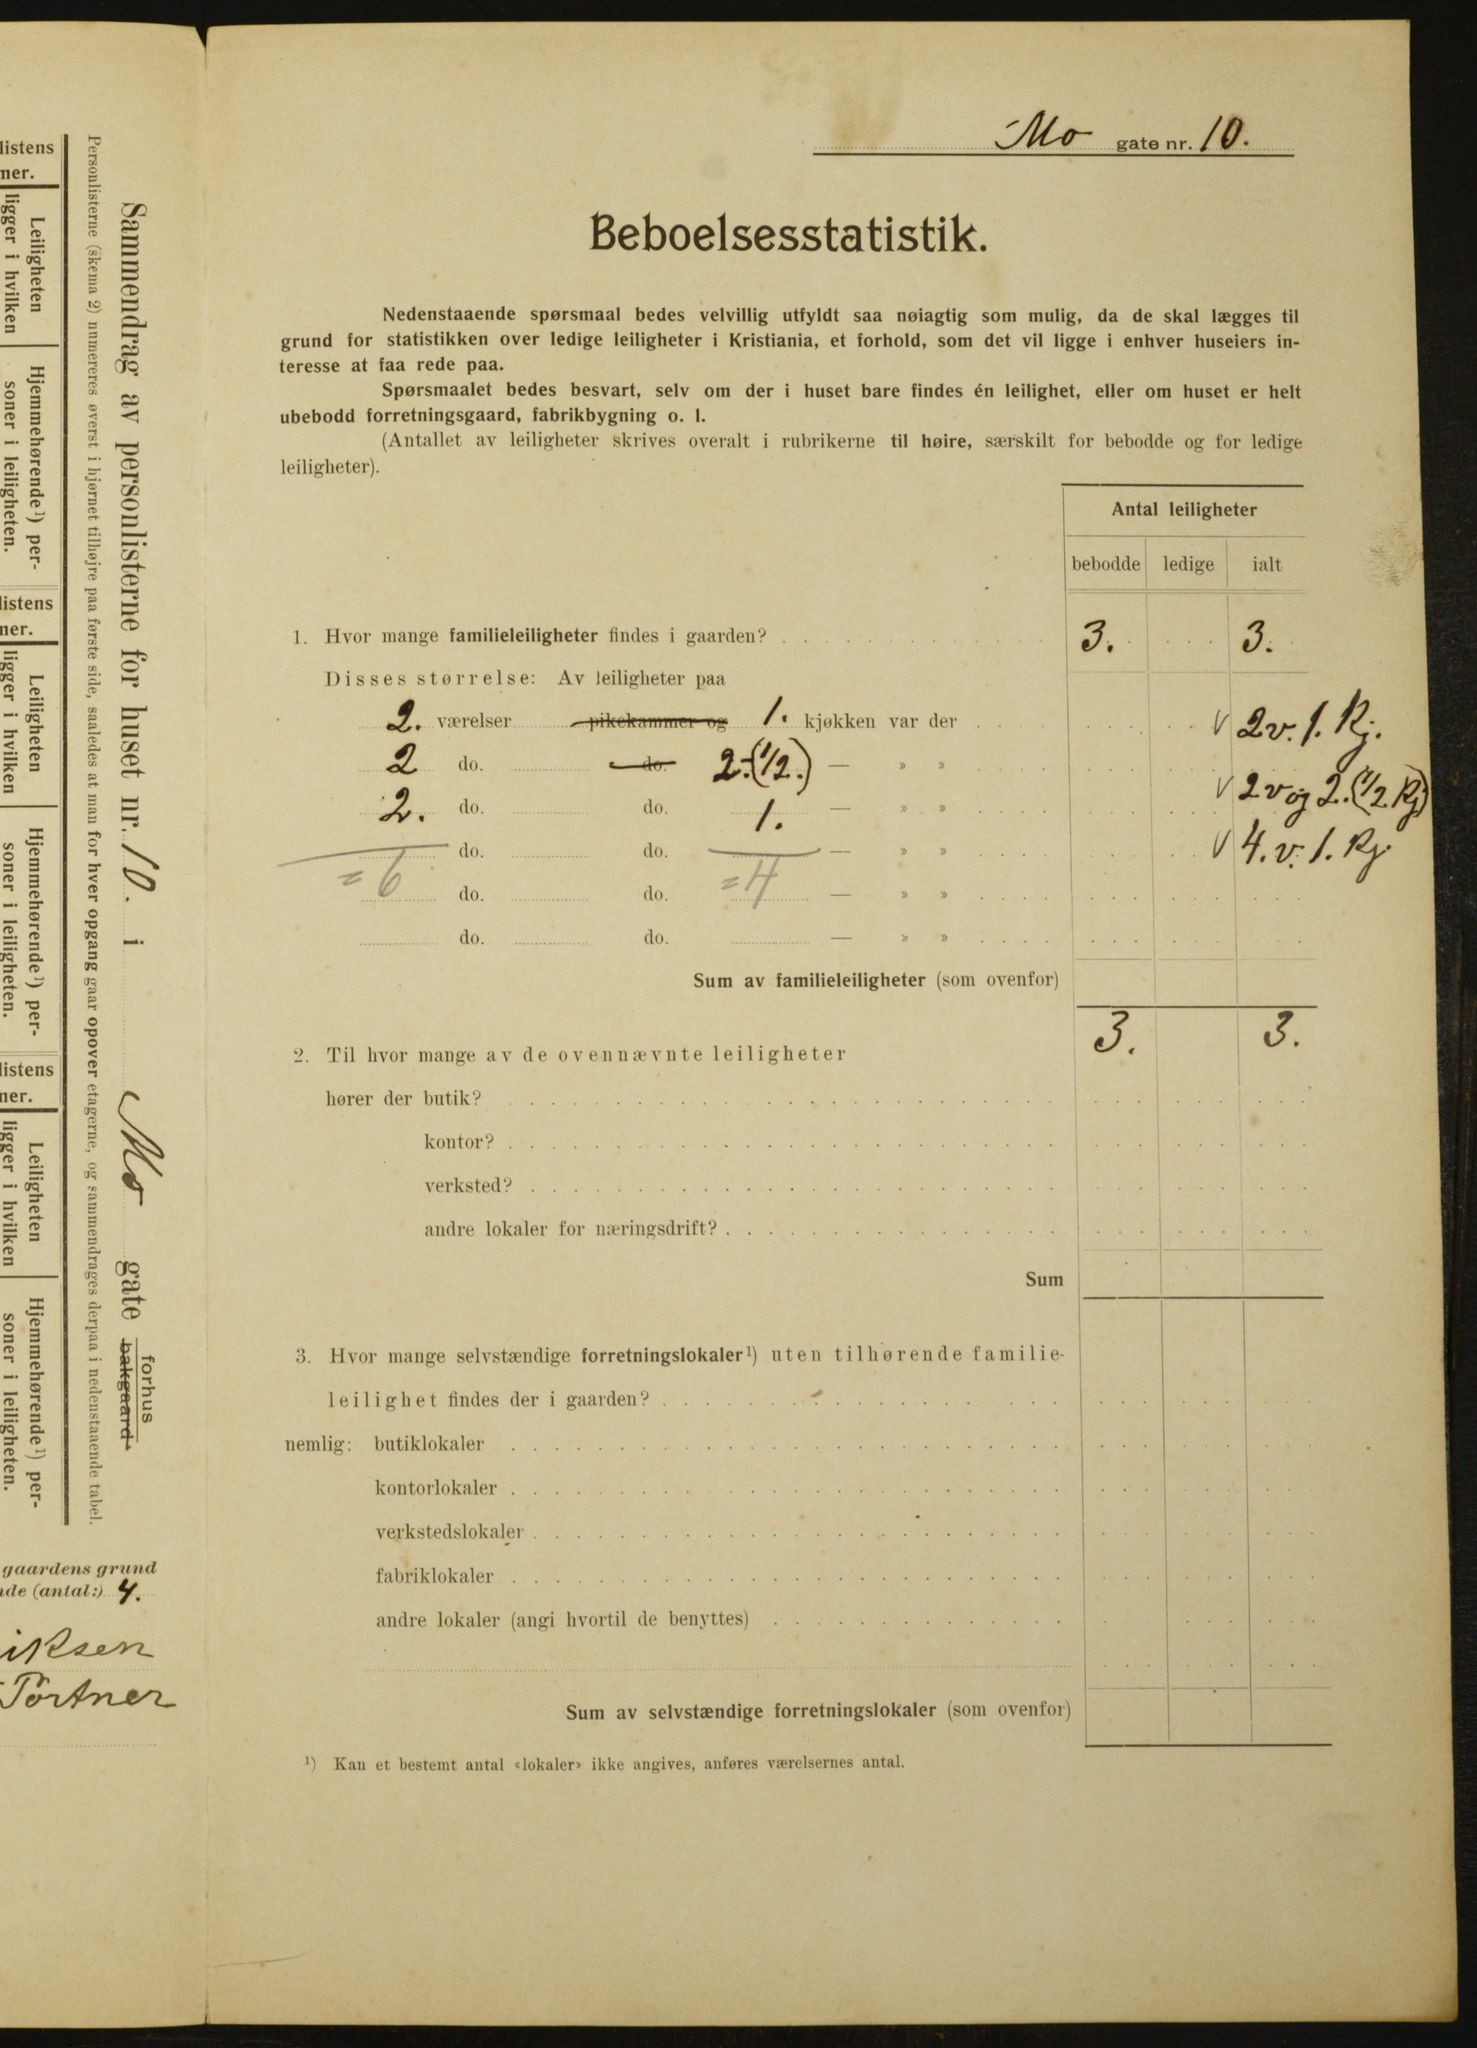 listens
ner.
Leiligheten
ligger i hvilken
Hjemmehørende¹) per-
soner i leiligheten.
listens
ner.
Leiligheten
ligger i hvilken
Hjemmehørende¹) per-
soner i leiligheten.
listens
ner.
Leiligheten
ligger i hvilken
Hjemmehørende¹) per-
soner i leiligheten.
Sammendrag av personlisterne for huset nr. 10. i Mo gate forhus
bakgaard
Personlisterne (skema 2) numereres øverst i hjørnet tilhøjre paa første side, saaledes at man for hver opgang gaar opover etagerne, og sammendrages derpaa i nedenstaaende tabel.
gaardens grund
nde (antal:) 4.
iksen
Portner
Mo gate nr. 10.
Beboelsesstatistik.
Nedenstaaende spørsmaal bedes velvillig utfyldt saa nøiagtig som mulig, da de skal lægges til
grund for statistikken over ledige leiligheter i Kristiania, et forhold, som det vil ligge i enhver huseiers in-
teresse at faa rede paa.
Spørsmaalet bedes besvart, selv om der i huset bare findes én leilighet, eller om huset er helt
ubebodd forretningsgaard, fabrikbygning o. l.
(Antallet av leiligheter skrives overalt i rubrikerne til høire, særskilt for bebodde og for ledige
leiligheter).
Antal leiligheter
bebodde ledige ialt
1. Hvor mange familieleiligheter findes i gaarden? 3. 3.
Disses størrelse: Av leiligheter paa
2. værelser pikekammer og 1. kjøkken var der √ 2 v. 1. Kj.
2 do. do. 2.(1/2.) — » » √ 2 v og 2.(1/2 Kj)
2. do. do. 1. — » » √ 4. v. 1. Kj.
do. do. — » »
= 6 do. do. = 4 — » »
do. do. — » »
Sum av familieleiligheter (som ovenfor)
3. 3.
2. Til hvor mange av de ovennævnte leiligheter
hører der butik?
kontor?
verksted?
andre lokaler for næringsdrift?
Sum
3. Hvor mange selvstændige forretningslokaler¹) uten tilhørende familie-
leilighet findes der i gaarden?
nemlig: butiklokaler
kontorlokaler
verkstedslokaler
fabriklokaler
andre lokaler (angi hvortil de benyttes)
Sum av selvstændige forretningslokaler (som ovenfor)
¹) Kan et bestemt antal «lokaler» ikke angives, anføres værelsernes antal.